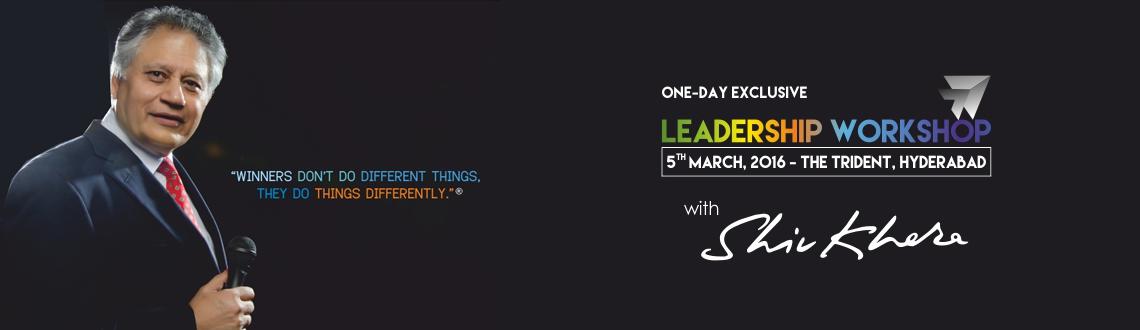 “WINNERS DON'T DO DIFFERENT THINGS,
THEY DO THINGS DIFFERENTLY.”®
ONE-DAY EXCLUSIVE
LEADERSHIP WORKSHOP
5TH MARCH, 2016 - THE TRIDENT, HYDERABAD
with
Shiv Khera